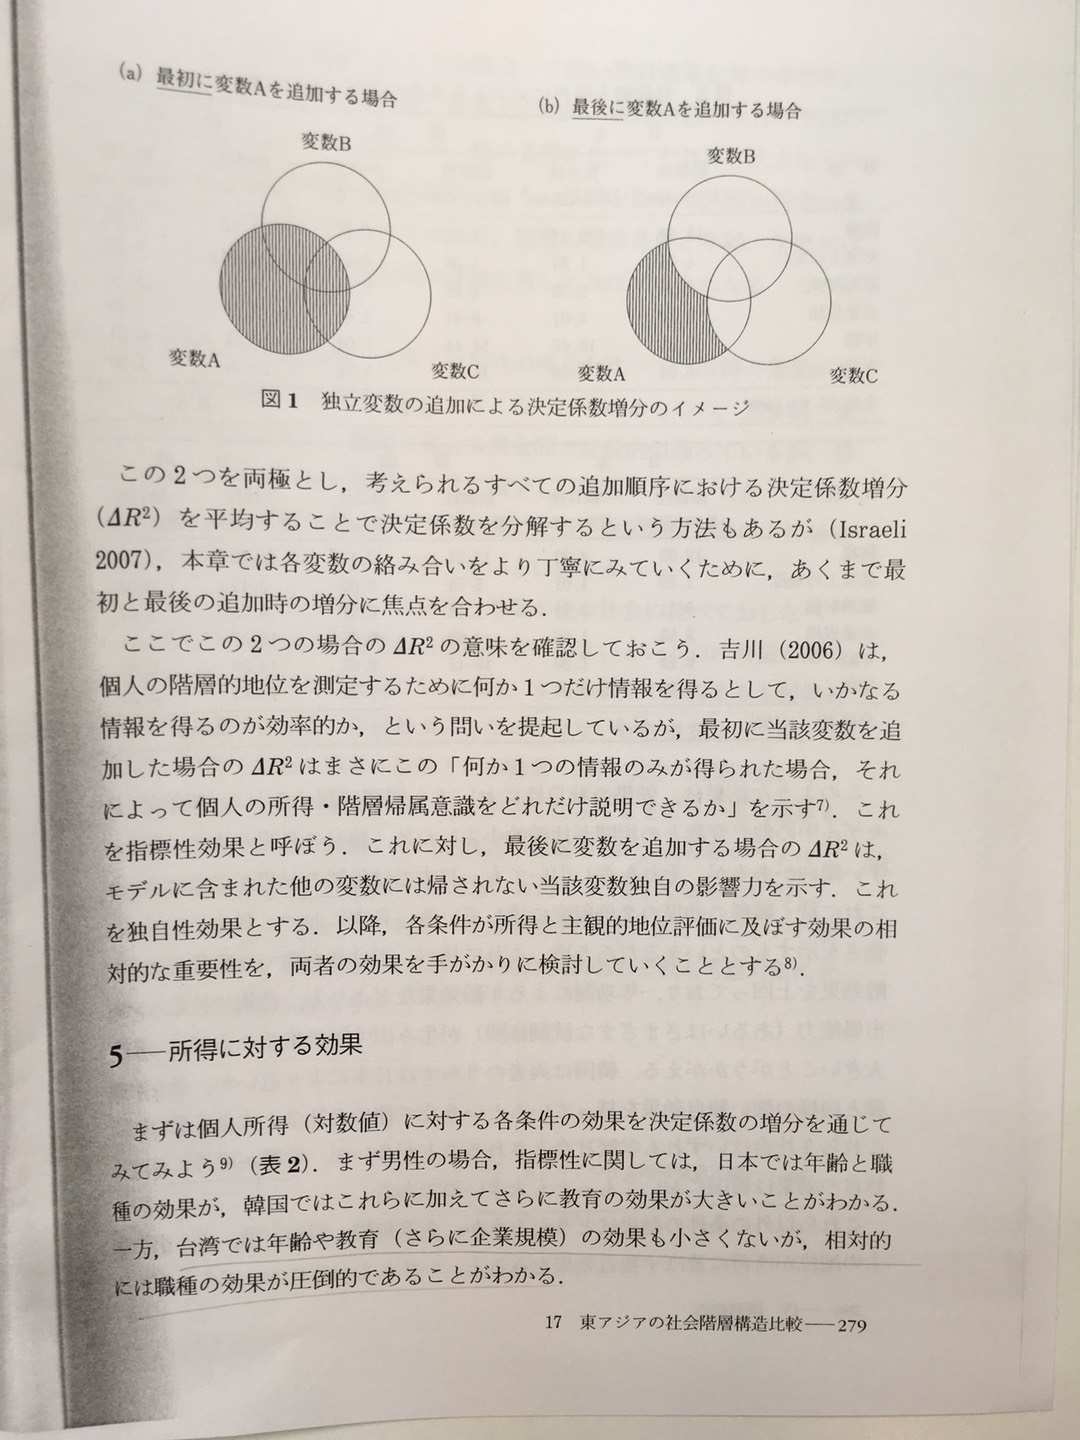 (a) 最初に変数Aを追加する場合
(b) 最後に変数Aを追加する場合
変数B
変数A
変数C
変数B
変数A
変数C
図1 独立変数の追加による決定係数増分のイメージ
この2つを両極とし，考えられるすべての追加順序における決定係数増分
(ΔR²) を平均することで決定係数を分解するという方法もあるが (Israeli
2007)，本章では各変数の絡み合いをより丁寧にみていくために，あくまで最
初と最後の追加時の増分に焦点を合わせる．
ここでこの2つの場合のΔR²の意味を確認しておこう．吉川 (2006) は，
個人の階層的地位を測定するために何か1つだけ情報を得るとして，いかなる
情報を得るのが効率的か，という問いを提起しているが，最初に当該変数を追
加した場合のΔR²はまさにこの「何か1つの情報のみが得られた場合，それ
によって個人の所得・階層帰属意識をどれだけ説明できるか」を示す7)．これ
を指標性効果と呼ぼう．これに対し，最後に変数を追加する場合のΔR²は，
モデルに含まれた他の変数には帰されない当該変数独自の影響力を示す．これ
を独自性効果とする．以降，各条件が所得と主観的地位評価に及ぼす効果の相
対的な重要性を，両者の効果を手がかりに検討していくこととする8)．
5──所得に対する効果
まずは個人所得（対数値）に対する各条件の効果を決定係数の増分を通じて
みてみよう9)（表2）．まず男性の場合，指標性に関しては，日本では年齢と職
種の効果が，韓国ではこれらに加えてさらに教育の効果が大きいことがわかる．
一方，台湾では年齢や教育（さらに企業規模）の効果も小さくないが，相対的
には職種の効果が圧倒的であることがわかる．
17 東アジアの社会階層構造比較──279